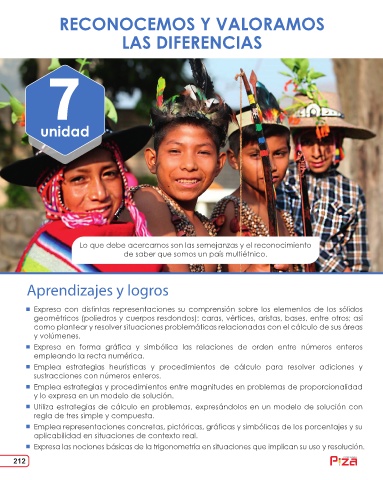 RECONOCEMOS Y VALORAMOS
LAS DIFERENCIAS
7
unidad
Lo que debe acercarnos son las semejanzas y el reconocimiento
de saber que somos un país multiétnico.
Aprendizajes y logros
Expresa con distintas representaciones su comprensión sobre los elementos de los sólidos
geométricos (poliedros y cuerpos resdondos): caras, vértices, aristas, bases, entre otros; así
como plantear y resolver situaciones problemáticas relacionadas con el cálculo de sus áreas
y volúmenes.
Expresa en forma gráfica y simbólica las relaciones de orden entre números enteros
empleando la recta numérica.
Emplea estrategias heurísticas y procedimientos de cálculo para resolver adiciones y
sustracciones con números enteros.
Emplea estrategias y procedimientos entre magnitudes en problemas de proporcionalidad
y lo expresa en un modelo de solución.
Utiliza estrategias de cálculo en problemas, expresándolos en un modelo de solución con
regla de tres simple y compuesta.
Emplea representaciones concretas, pictóricas, gráficas y simbólicas de los porcentajes y su
aplicabilidad en situaciones de contexto real.
Expresa las nociones básicas de la trigonometría en situaciones que implican su uso y resolución.
212